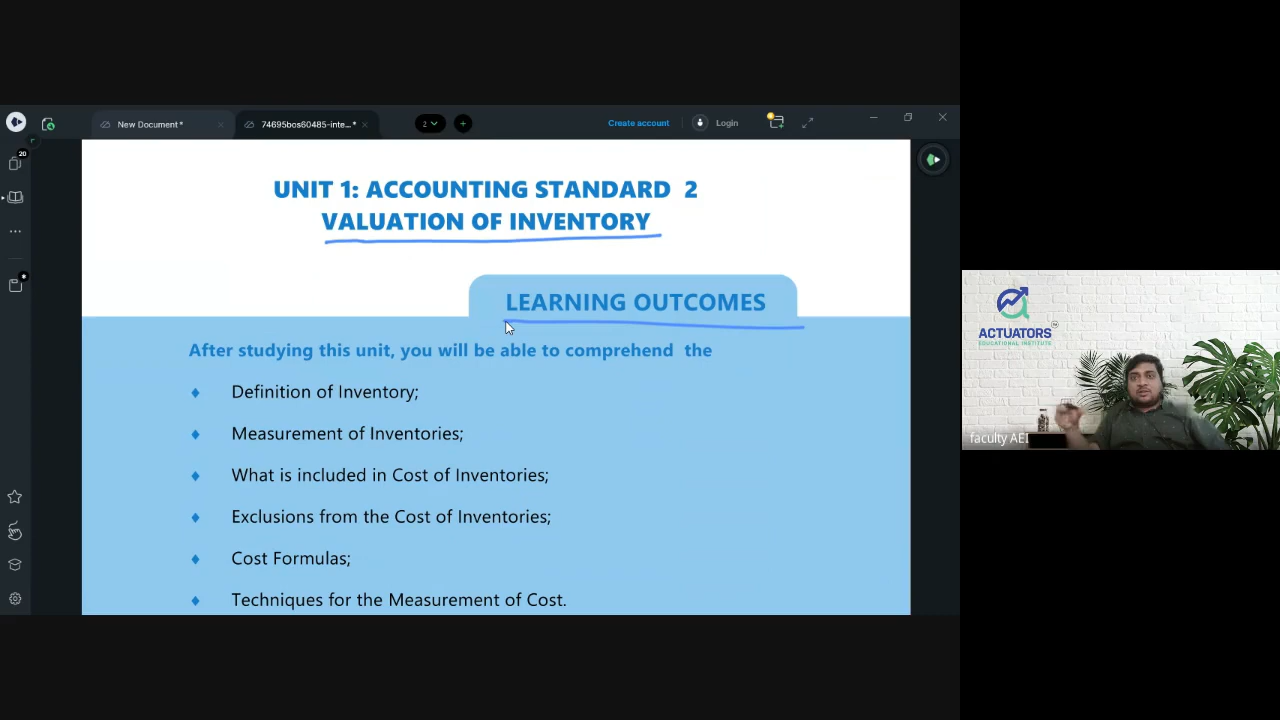 New Document*
74695bos60485-inte...*
2
Create account
Login
20
UNIT 1: ACCOUNTING STANDARD 2
VALUATION OF INVENTORY
LEARNING OUTCOMES
After studying this unit, you will be able to comprehend the
Definition of Inventory;
Measurement of Inventories;
What is included in Cost of Inventories;
Exclusions from the Cost of Inventories;
Cost Formulas;
Techniques for the Measurement of Cost.
ACTUATORS
EDUCATIONAL INSTITUTE
faculty AEI